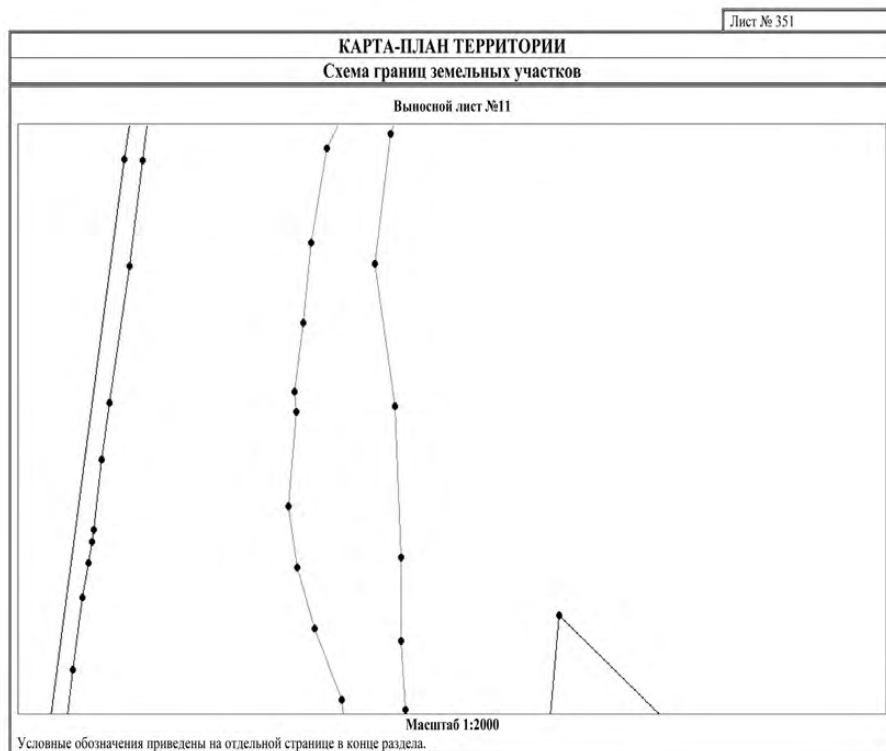 Лист № 351
КАРТА-ПЛАН ТЕРРИТОРИИ
Схема границ земельных участков
Выносной лист №11
Масштаб 1:2000
Условные обозначения приведены на отдельной странице в конце раздела.